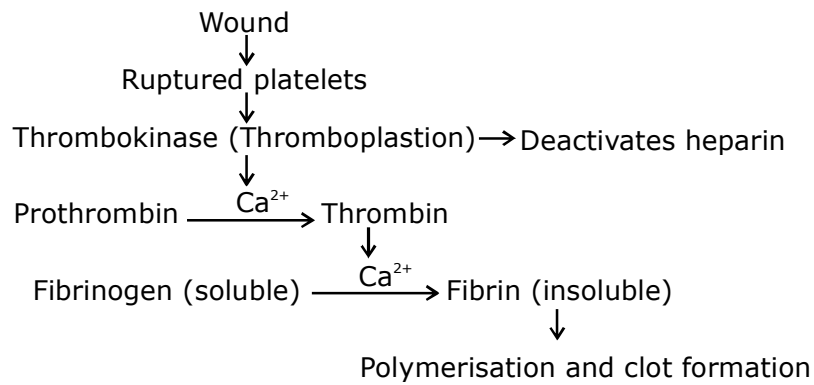 Wound
Ruptured platelets
Thrombokinase (Thromboplastion) Deactivates heparin
Ca²⁺
Prothrombin Thrombin
Ca²⁺
Fibrinogen (soluble) Fibrin (insoluble)
Polymerisation and clot formation